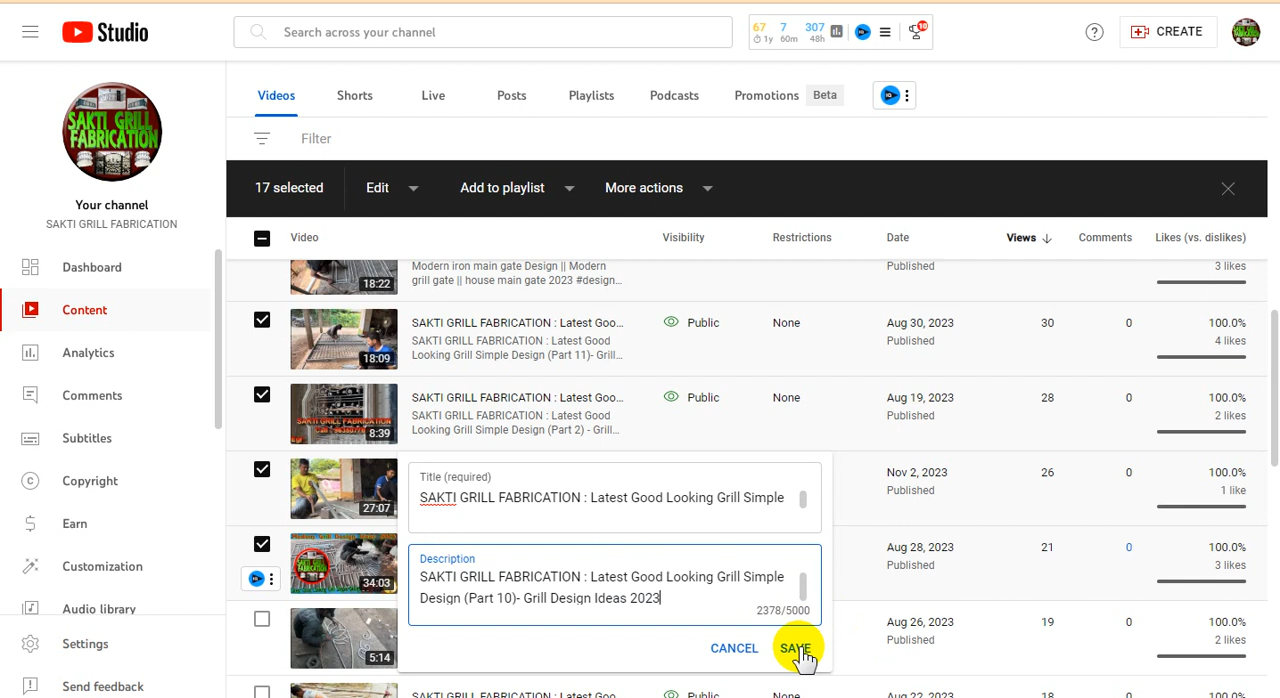 Studio
Search across your channel
67 7 307
1y 60m 48h
10
CREATE
SAKTI GRILL
FABRICATION
Your channel
SAKTI GRILL FABRICATION
Dashboard
Content
Analytics
Comments
Subtitles
Copyright
Earn
Customization
Audio library
Settings
Send feedback
Videos Shorts Live Posts Playlists Podcasts Promotions Beta
Filter
17 selected Edit Add to playlist More actions
Video Visibility Restrictions Date Views Comments Likes (vs. dislikes)
18:22
Modern iron main gate Design || Modern
grill gate || house main gate 2023 #design...
Published
3 likes
18:09
SAKTI GRILL FABRICATION : Latest Goo...
SAKTI GRILL FABRICATION : Latest Good
Looking Grill Simple Design (Part 11)- Gril...
Public None Aug 30, 2023 30 0 100.0%
Published 4 likes
8:39
SAKTI GRILL FABRICATION : Latest Goo...
SAKTI GRILL FABRICATION : Latest Good
Looking Grill Simple Design (Part 2) - Gril...
Public None Aug 19, 2023 28 0 100.0%
Published 2 likes
27:07
Title (required)
SAKTI GRILL FABRICATION : Latest Good Looking Grill Simple
Nov 2, 2023 26 0 100.0%
Published 1 like
34:03
Description
SAKTI GRILL FABRICATION : Latest Good Looking Grill Simple
Design (Part 10)- Grill Design Ideas 2023
2378/5000
CANCEL SAVE
Aug 28, 2023 21 0 100.0%
Published 3 likes
5:14
Aug 26, 2023 19 0 100.0%
Published 2 likes
SAKTI GRILL FABRICATION : Latest Goo...
Public None Aug 22, 2023 18 0 100.0%